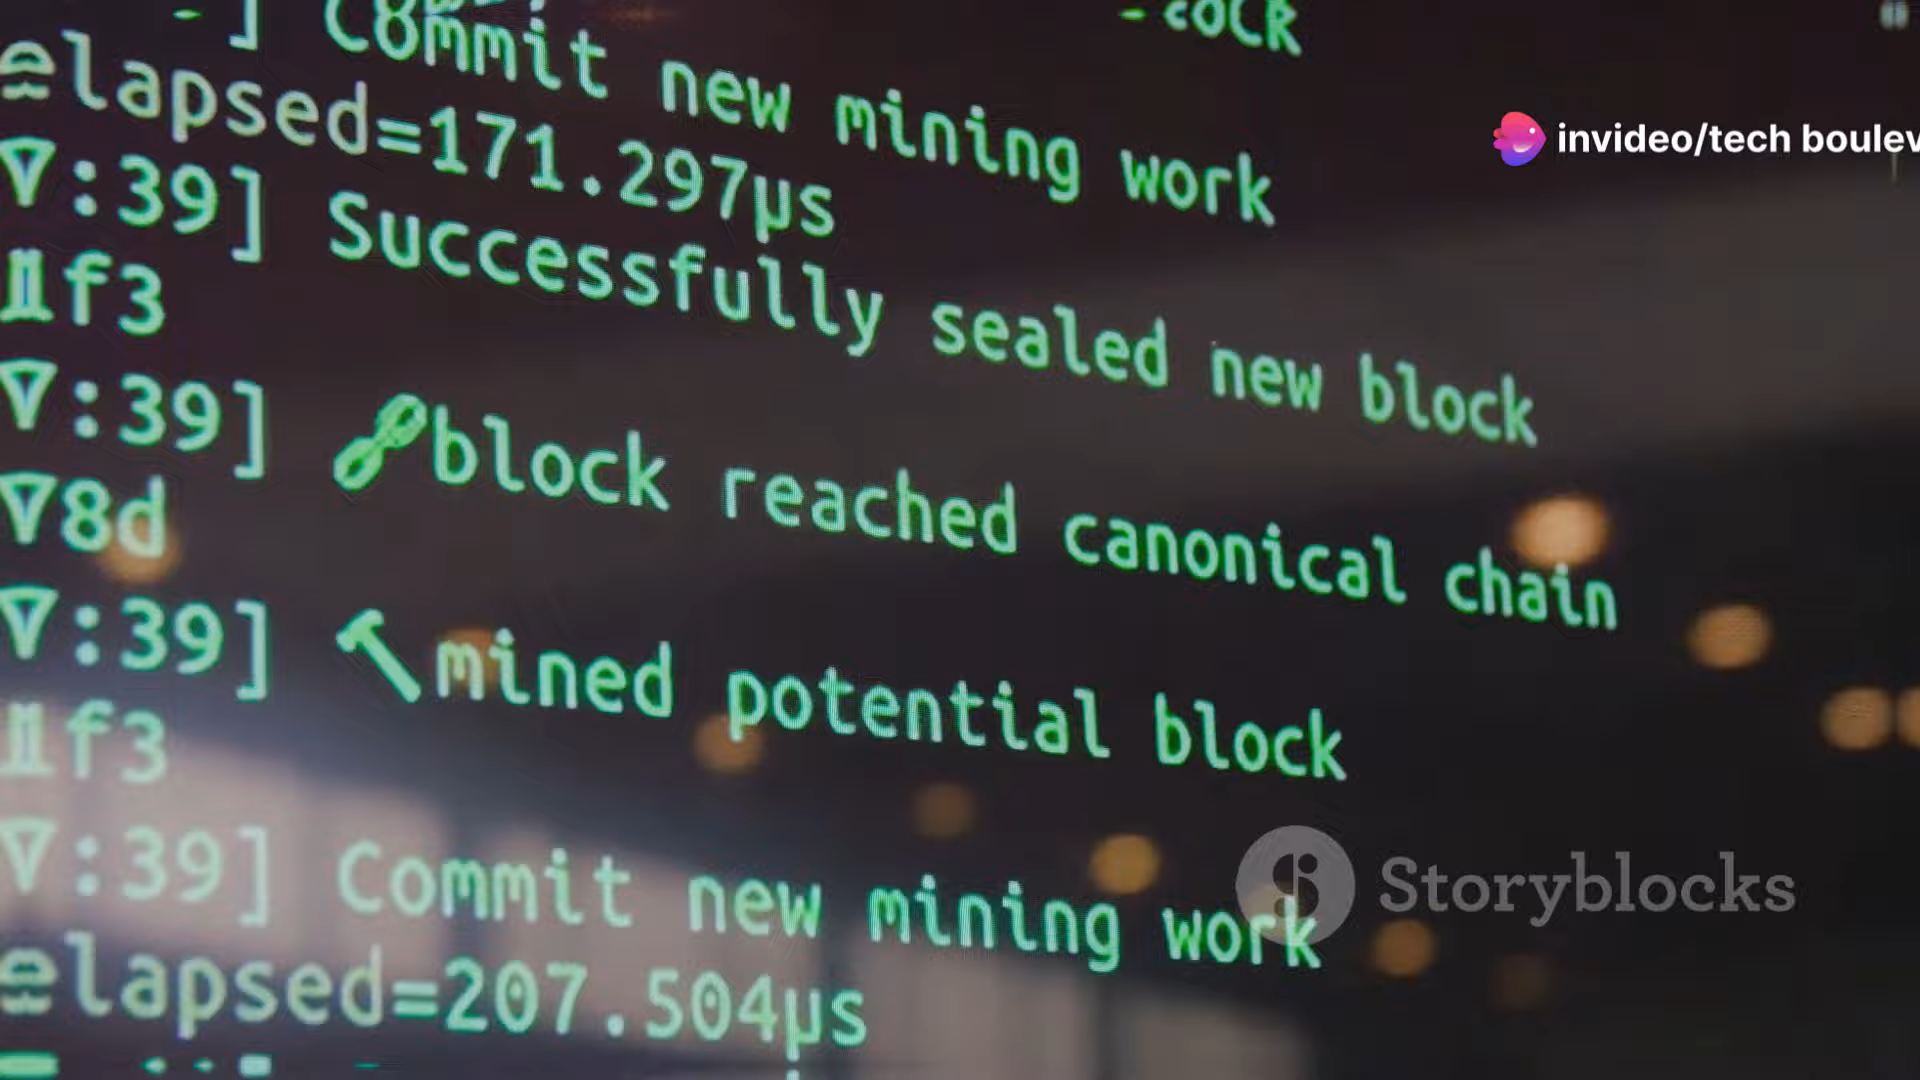 Commit new mining work
elapsed=171.297µs
invideo/tech boulev
:39] Successfully sealed new block
f3
:39] 🔗block reached canonical chain
8d
:39] 🔨mined potential block
f3
:39] Commit new mining work
Storyblocks
elapsed=207.504µs